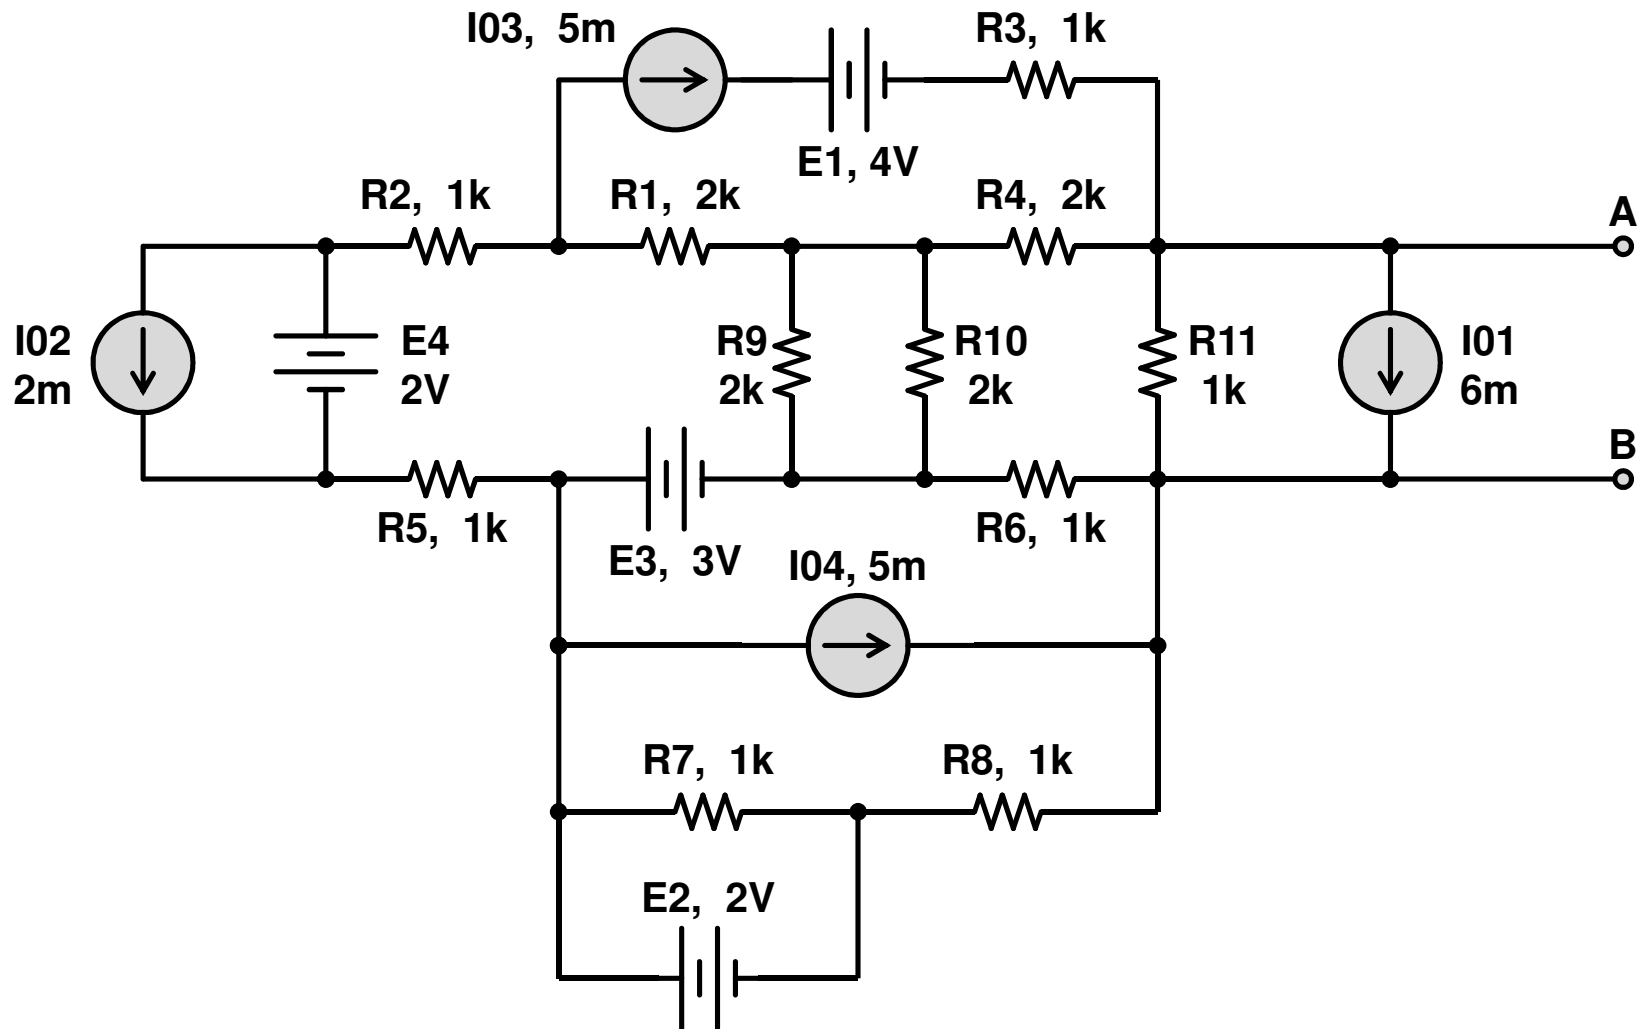 I03, 5m
R3, 1k
E1, 4V
R2, 1k
R1, 2k
R4, 2k
A
I02
2m
E4
2V
R9
2k
R10
2k
R11
1k
I01
6m
B
R5, 1k
E3, 3V
R6, 1k
I04, 5m
R7, 1k
R8, 1k
E2, 2V